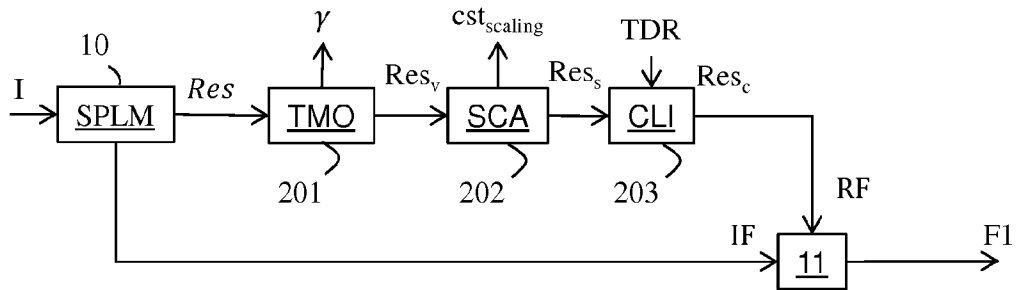 10
γ
cst_scaling
TDR
I
SPLM
Res
TMO
Res_v
SCA
Res_s
CLI
Res_c
201
202
203
RF
IF
11
F1